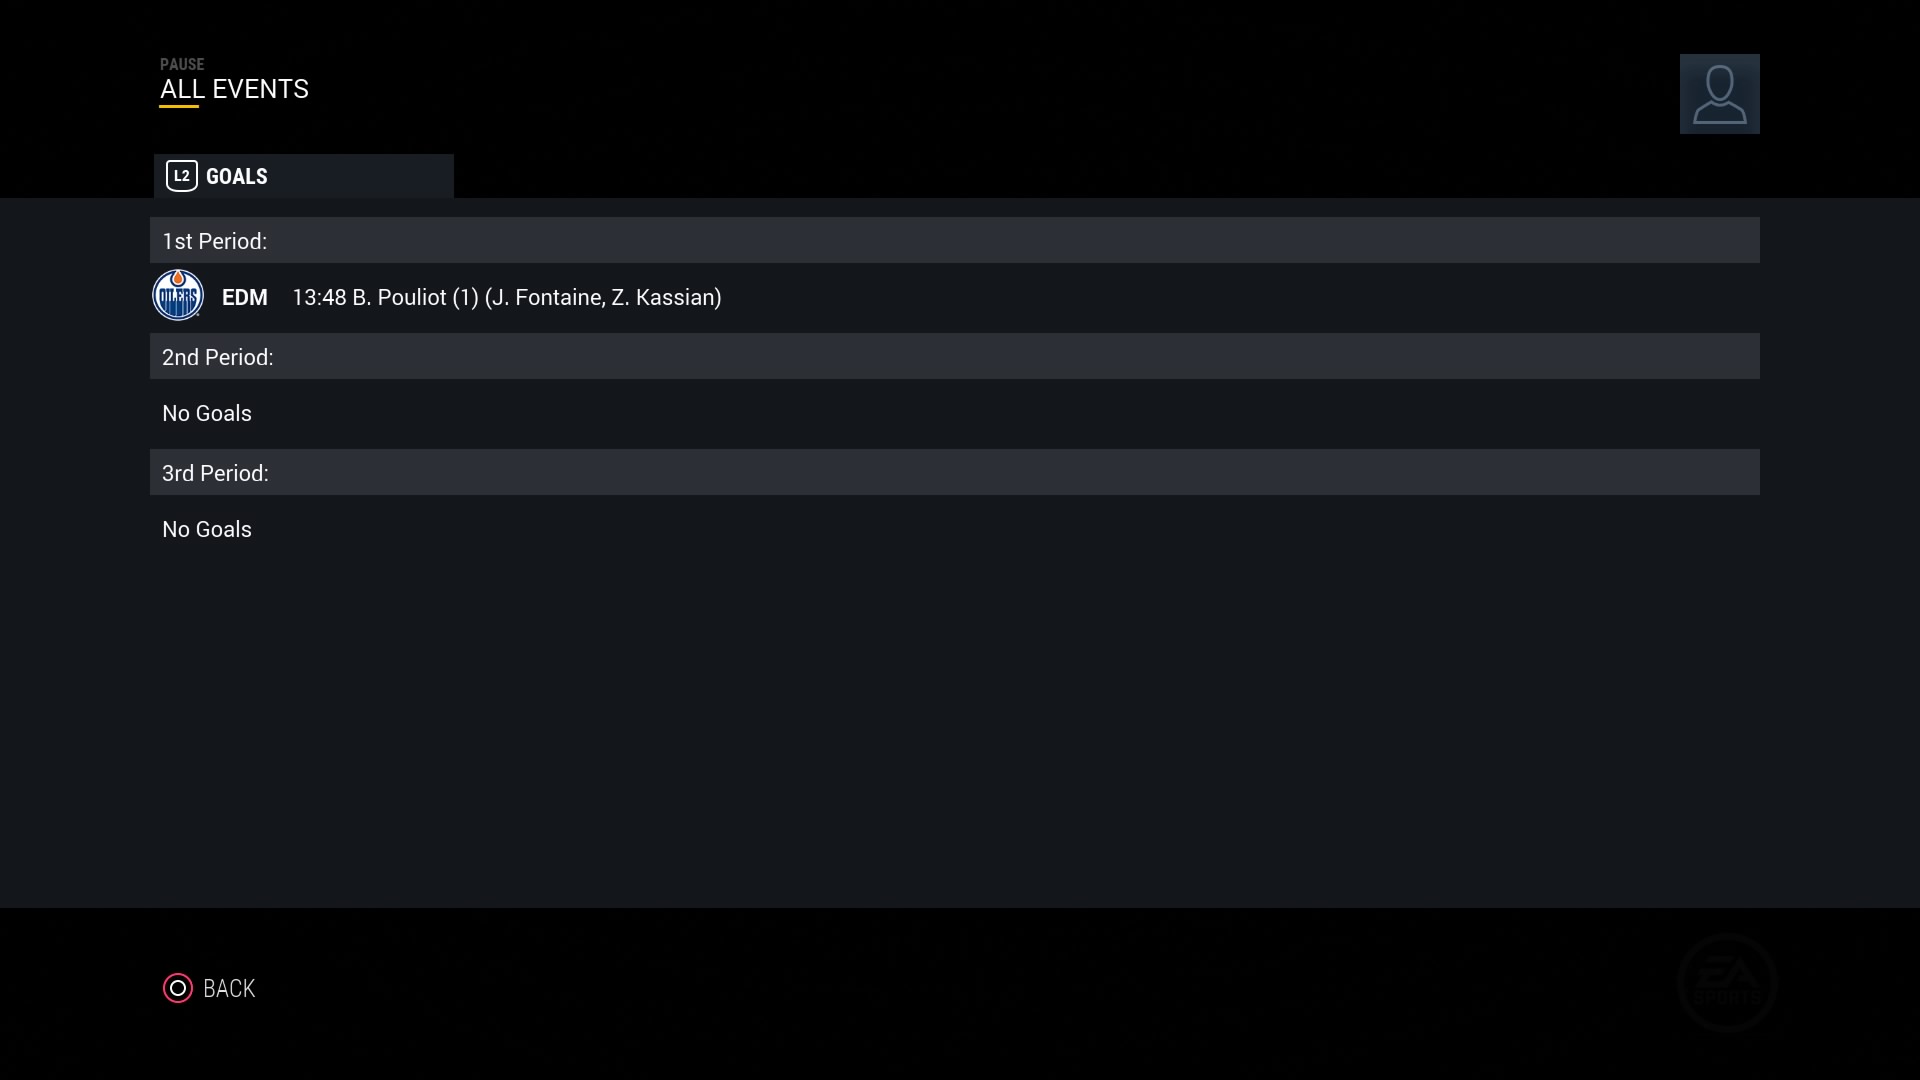 PAUSE
ALL EVENTS
L2 GOALS
1st Period:
OILERS EDM 13:48 B. Pouliot (1) (J. Fontaine, Z. Kassian)
2nd Period:
No Goals
3rd Period:
No Goals
BACK
EA
SPORTS